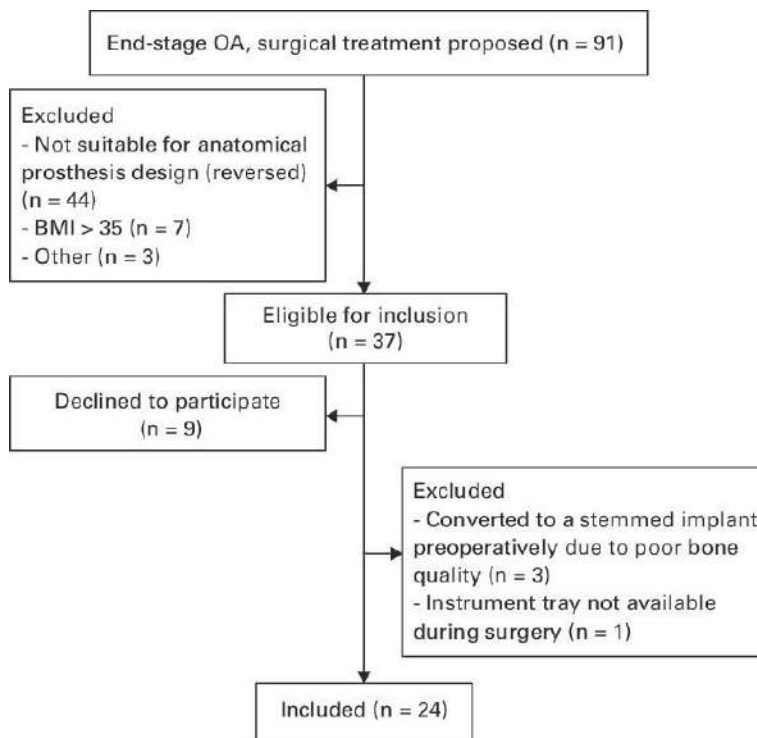 End-stage OA, surgical treatment proposed (n = 91)
Excluded
- Not suitable for anatomical
prosthesis design (reversed)
(n = 44)
- BMI > 35 (n = 7)
- Other (n = 3)
Eligible for inclusion
(n = 37)
Declined to participate
(n = 9)
Excluded
- Converted to a stemmed implant
preoperatively due to poor bone
quality (n = 3)
- Instrument tray not available
during surgery (n = 1)
Included (n = 24)